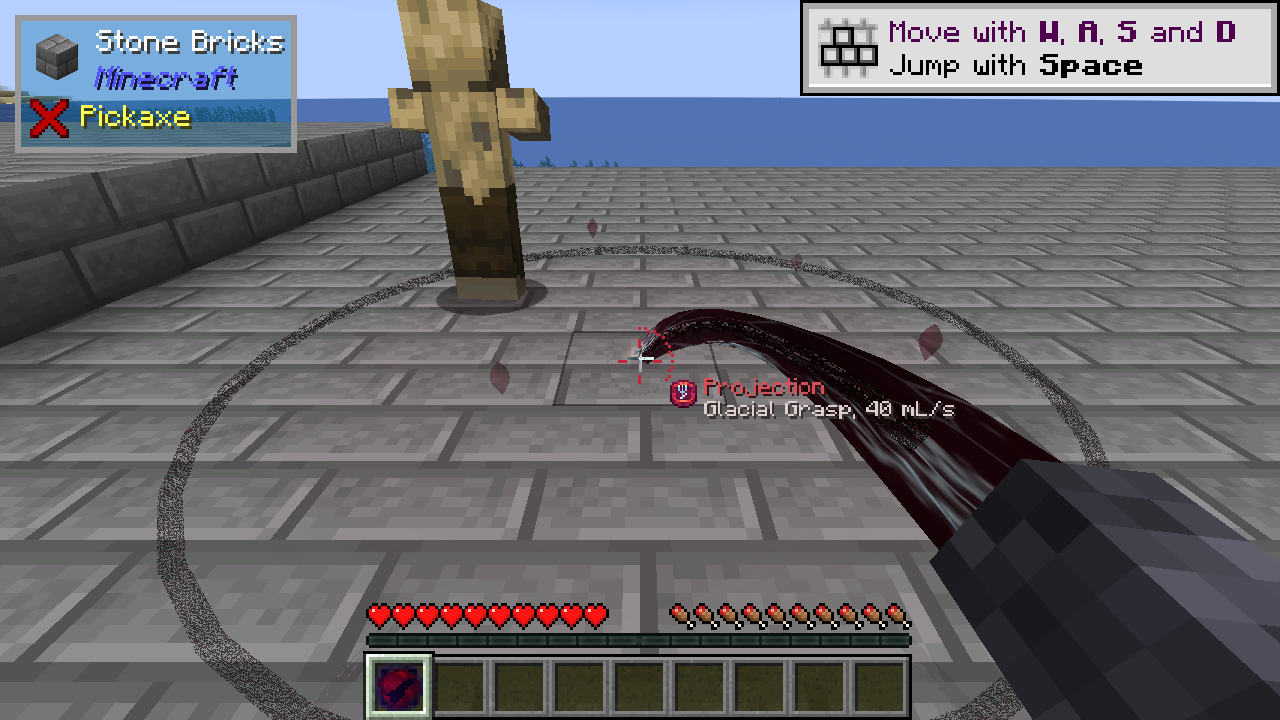 Stone Bricks
Minecraft
Pickaxe
Move with W, A, S and D
Jump with Space
Projection
Glacial Grasp, 40 mL/s